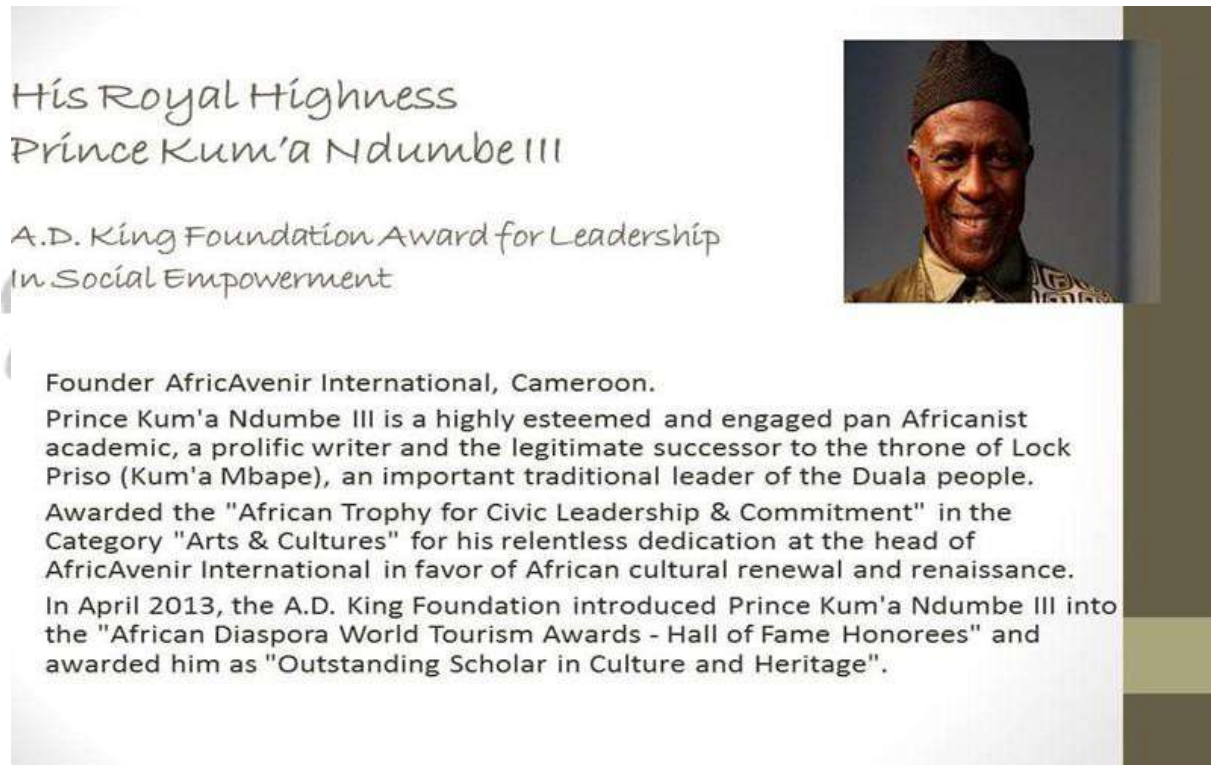 His Royal Highness
Prince Kum'a Ndumbe III
A.D. King Foundation Award for Leadership
In Social Empowerment
Founder AfricAvenir International, Cameroon.
Prince Kum'a Ndumbe III is a highly esteemed and engaged pan Africanist
academic, a prolific writer and the legitimate successor to the throne of Lock
Priso (Kum'a Mbape), an important traditional leader of the Duala people.
Awarded the "African Trophy for Civic Leadership & Commitment" in the
Category "Arts & Cultures" for his relentless dedication at the head of
AfricAvenir International in favor of African cultural renewal and renaissance.
In April 2013, the A.D. King Foundation introduced Prince Kum'a Ndumbe III into
the "African Diaspora World Tourism Awards - Hall of Fame Honorees" and
awarded him as "Outstanding Scholar in Culture and Heritage".